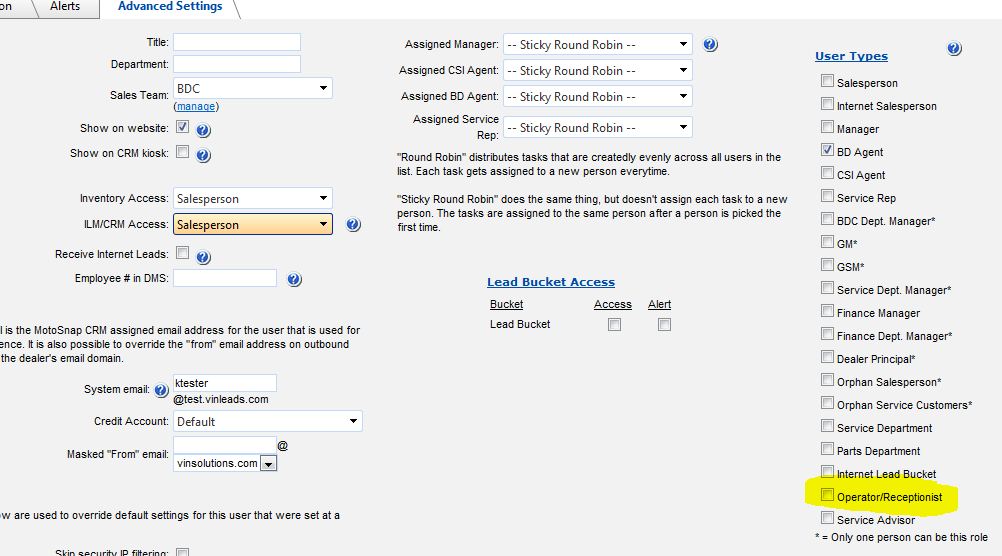 on
Alerts
Advanced Settings
Title:
Department:
Sales Team:
BDC
(manage)
Show on website:
Show on CRM kiosk:
Inventory Access:
Salesperson
ILM/CRM Access:
Salesperson
Receive Internet Leads:
Employee # in DMS:
l is the MotoSnap CRM assigned email address for the user that is used for
ence. It is also possible to override the "from" email address on outbound
the dealer's email domain.
System email:
ktester
@test.vinleads.com
Credit Account:
Default
Masked "From" email:
@
vinsolutions.com
ow are used to override default settings for this user that were set at a
Skip security IP filtering:
Assigned Manager:
-- Sticky Round Robin --
Assigned CSI Agent:
-- Sticky Round Robin --
Assigned BD Agent:
-- Sticky Round Robin --
Assigned Service
Rep:
-- Sticky Round Robin --
"Round Robin" distributes tasks that are createdly evenly across all users in the
list. Each task gets assigned to a new person everytime.
"Sticky Round Robin" does the same thing, but doesn't assign each task to a new
person. The tasks are assigned to the same person after a person is picked the
first time.
Lead Bucket Access
Bucket Access Alert
Lead Bucket
User Types
Salesperson
Internet Salesperson
Manager
BD Agent
CSI Agent
Service Rep
BDC Dept. Manager*
GM*
GSM*
Service Dept. Manager*
Finance Manager
Finance Dept. Manager*
Dealer Principal*
Orphan Salesperson*
Orphan Service Customers*
Service Department
Parts Department
Internet Lead Bucket
Operator/Receptionist
Service Advisor
* = Only one person can be this role